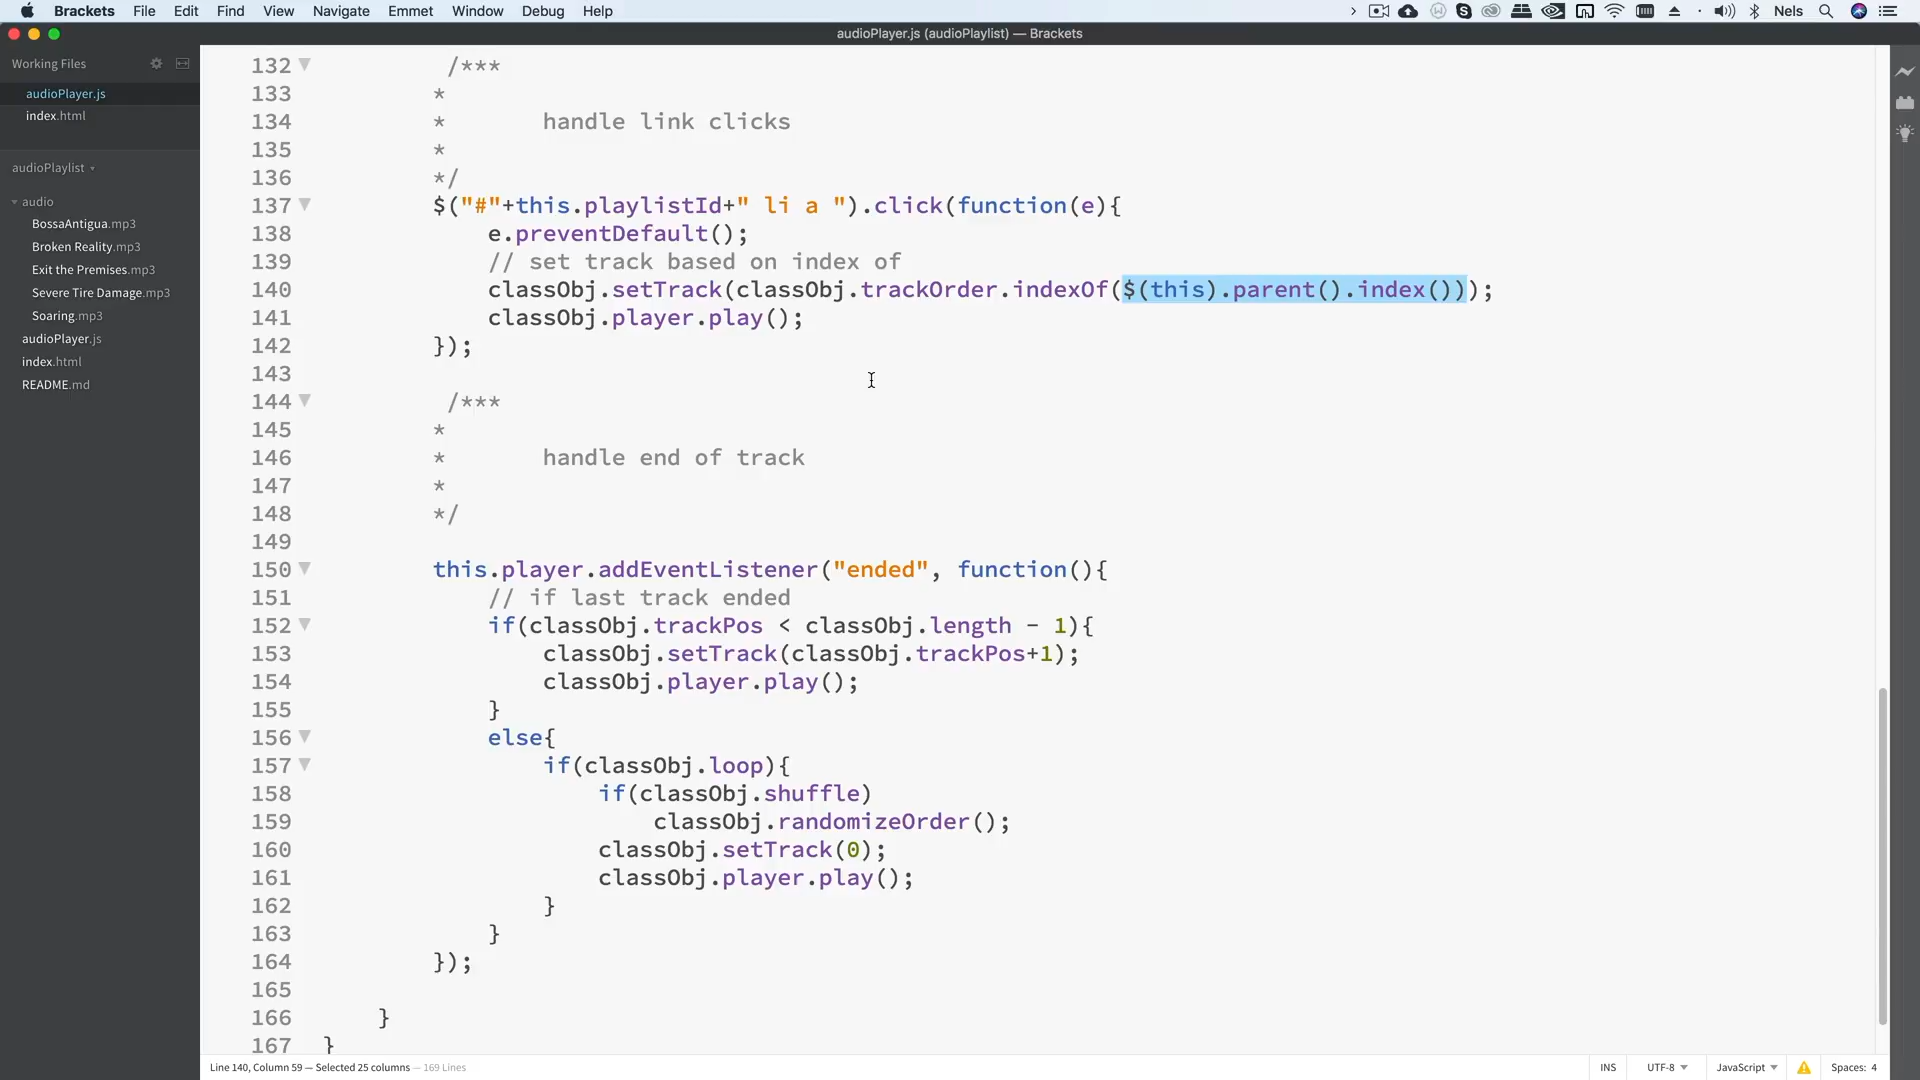 Brackets File Edit Find View Navigate Emmet Window Debug Help Nels
audioPlayer.js (audioPlaylist) — Brackets
Working Files
audioPlayer.js
index.html
audioPlaylist
audio
BossaAntigua.mp3
Broken Reality.mp3
Exit the Premises.mp3
Severe Tire Damage.mp3
Soaring.mp3
audioPlayer.js
index.html
README.md
132 /***
133 *
134 * handle link clicks
135 *
136 */
137 $("#"+this.playlistId+" li a ").click(function(e){
138 e.preventDefault();
139 // set track based on index of
140 classObj.setTrack(classObj.trackOrder.indexOf($(this).parent().index()));
141 classObj.player.play();
142 });
143
144 /***
145 *
146 * handle end of track
147 *
148 */
149
150 this.player.addEventListener("ended", function(){
151 // if last track ended
152 if(classObj.trackPos < classObj.length - 1){
153 classObj.setTrack(classObj.trackPos+1);
154 classObj.player.play();
155 }
156 else{
157 if(classObj.loop){
158 if(classObj.shuffle)
159 classObj.randomizeOrder();
160 classObj.setTrack(0);
161 classObj.player.play();
162 }
163 }
164 });
165
166 }
167 }
Line 140, Column 59 — Selected 25 columns — 169 Lines
INS UTF-8 JavaScript Spaces: 4